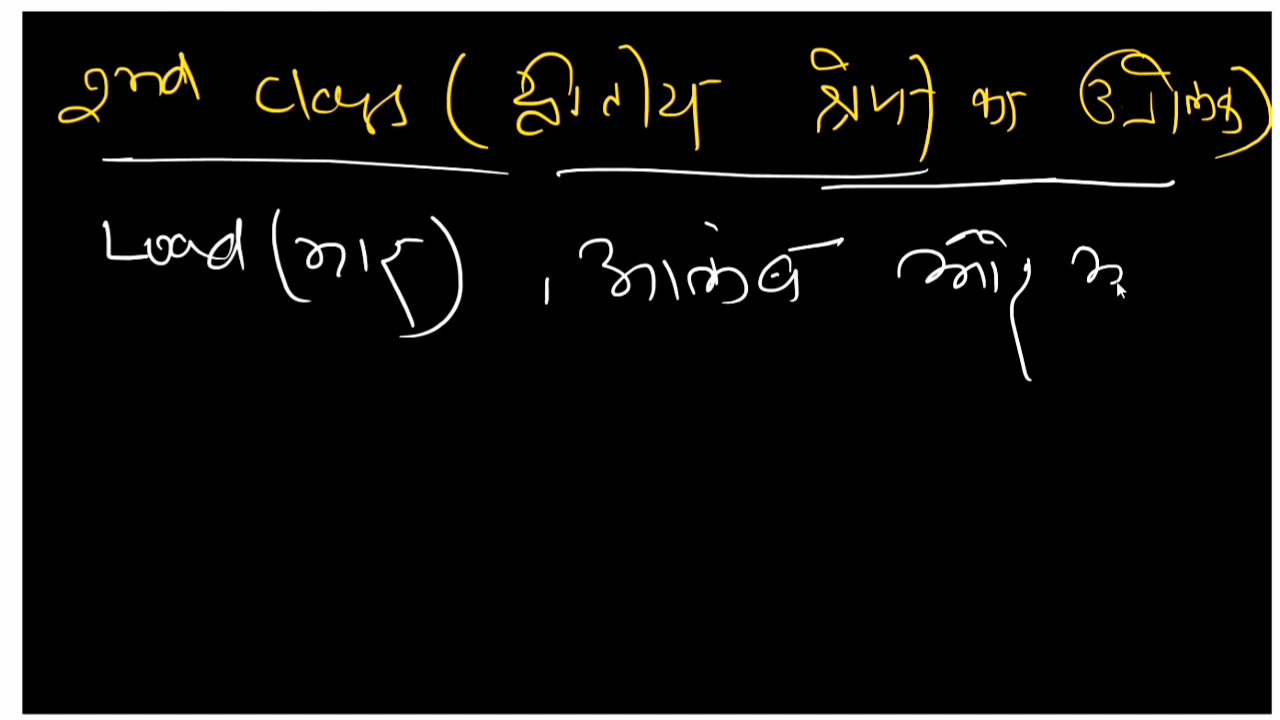 2nd class (द्वितीय श्रेणी का उत्तोलक)
Load (भार), आलंब और